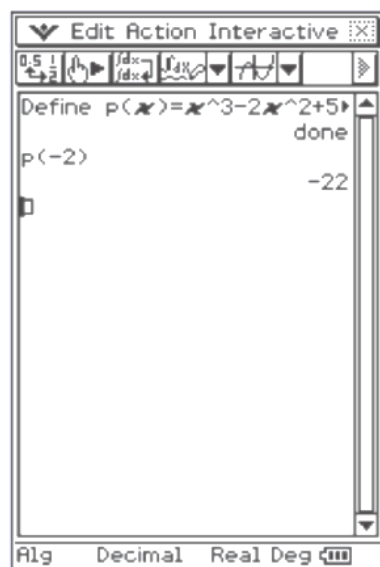 Edit Action Interactive
Define p(x)=x^3-2x^2+5
done
p(-2)
-22
Alg Decimal Real Deg